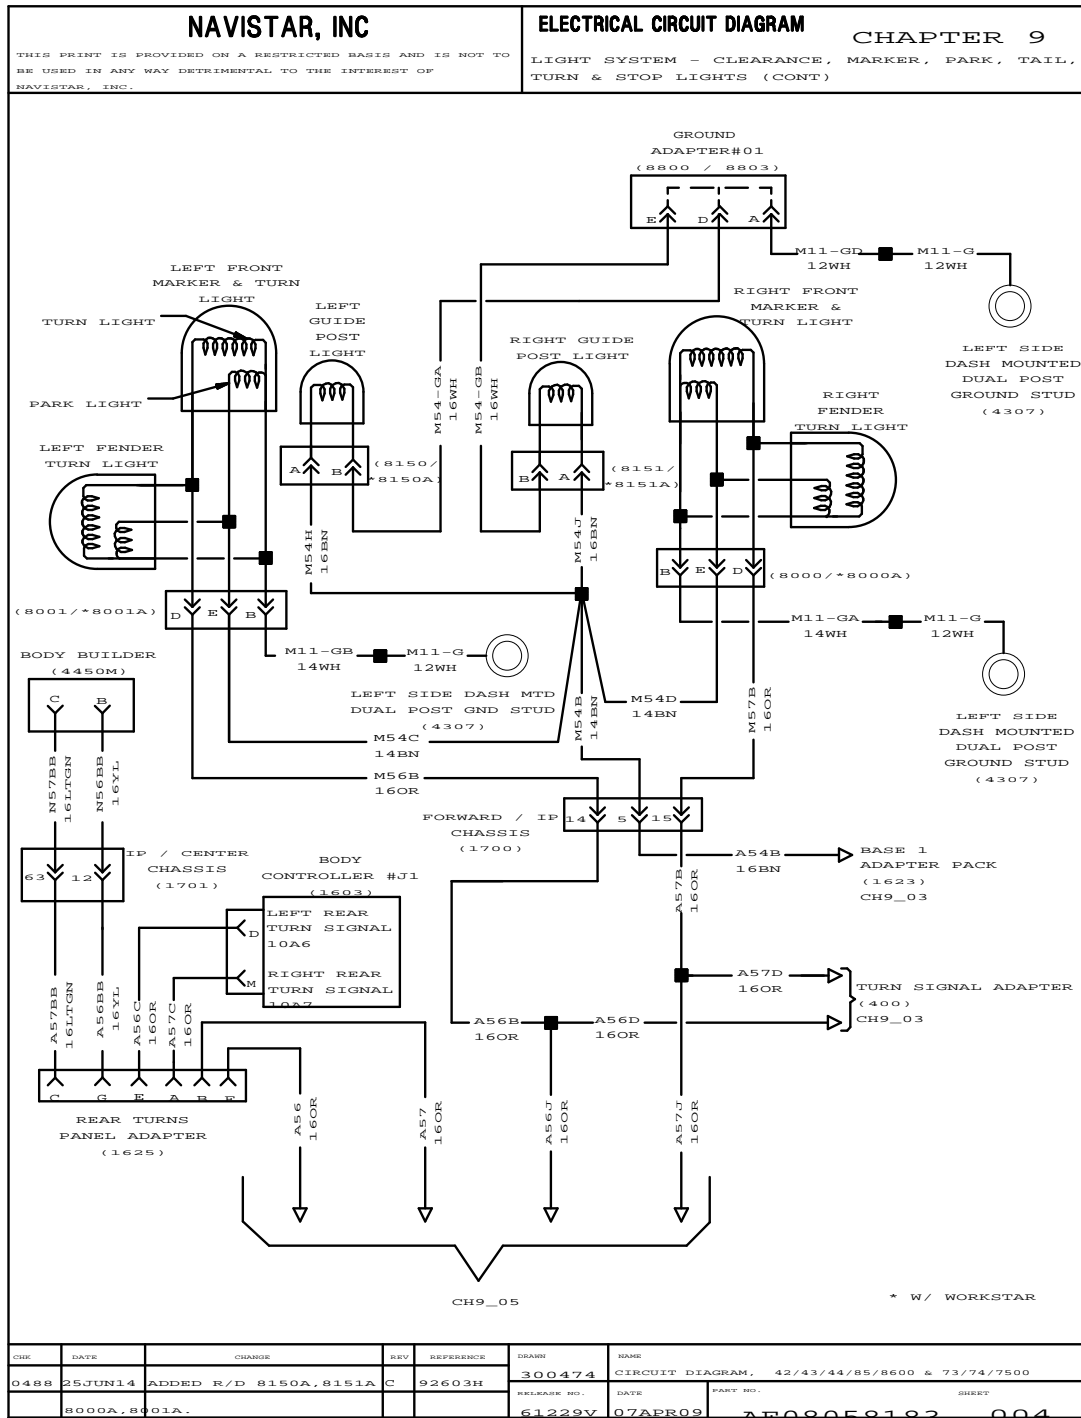 NAVISTAR, INC
THIS PRINT IS PROVIDED ON A RESTRICTED BASIS AND IS NOT TO
BE USED IN ANY WAY DETRIMENTAL TO THE INTEREST OF
NAVISTAR, INC.
ELECTRICAL CIRCUIT DIAGRAM
CHAPTER 9
LIGHT SYSTEM - CLEARANCE, MARKER, PARK, TAIL,
TURN & STOP LIGHTS (CONT)
GROUND
ADAPTER#01
(8800 / 8803)
E D A
M11-GD
12WH
M11-G
12WH
LEFT SIDE
DASH MOUNTED
DUAL POST
GROUND STUD
(4307)
LEFT FRONT
MARKER & TURN
LIGHT
TURN LIGHT
PARK LIGHT
LEFT
GUIDE
POST
LIGHT
RIGHT GUIDE
POST LIGHT
RIGHT FRONT
MARKER &
TURN LIGHT
RIGHT
FENDER
TURN LIGHT
LEFT FENDER
TURN LIGHT
M54-GA
16WH
M54-GB
16WH
A B
(8150/
*8150A)
B A
(8151/
*8151A)
M54H
16BN
M54J
16BN
B E D
(8000/*8000A)
(8001/*8001A)
D E B
M11-GB
14WH
M11-G
12WH
LEFT SIDE DASH MTD
DUAL POST GND STUD
(4307)
M11-GA
14WH
M11-G
12WH
LEFT SIDE
DASH MOUNTED
DUAL POST
GROUND STUD
(4307)
BODY BUILDER
(4450M)
C B
M54B
14BN
M54D
14BN
M57B
16OR
M54C
14BN
M56B
16OR
N57BB
16LTGN
N56BB
16YL
FORWARD / IP
CHASSIS
(1700)
14 5 15
63 12
IP / CENTER
CHASSIS
(1701)
BODY
CONTROLLER #J1
(1603)
LEFT REAR
TURN SIGNAL
10A6
D
RIGHT REAR
TURN SIGNAL
10A7
M
A54B
16BN
BASE 1
ADAPTER PACK
(1623)
CH9_03
A57B
16OR
A57D
16OR
TURN SIGNAL ADAPTER
(400)
CH9_03
A56B
16OR
A56D
16OR
A57BB
16LTGN
A56BB
16YL
A56C
16OR
A57C
16OR
C G E A B F
REAR TURNS
PANEL ADAPTER
(1625)
A56
16OR
A57
16OR
A56J
16OR
A57J
16OR
CH9_05
* W/ WORKSTAR
CHK DATE CHANGE REV REFERENCE
0488 25JUN14 ADDED R/D 8150A,8151A C 92603H
8000A,8001A.
DRAWN
300474
NAME
CIRCUIT DIAGRAM, 42/43/44/85/8600 & 73/74/7500
RELEASE NO.
61229V
DATE
07APR09
PART NO.
AE08058182
SHEET
004